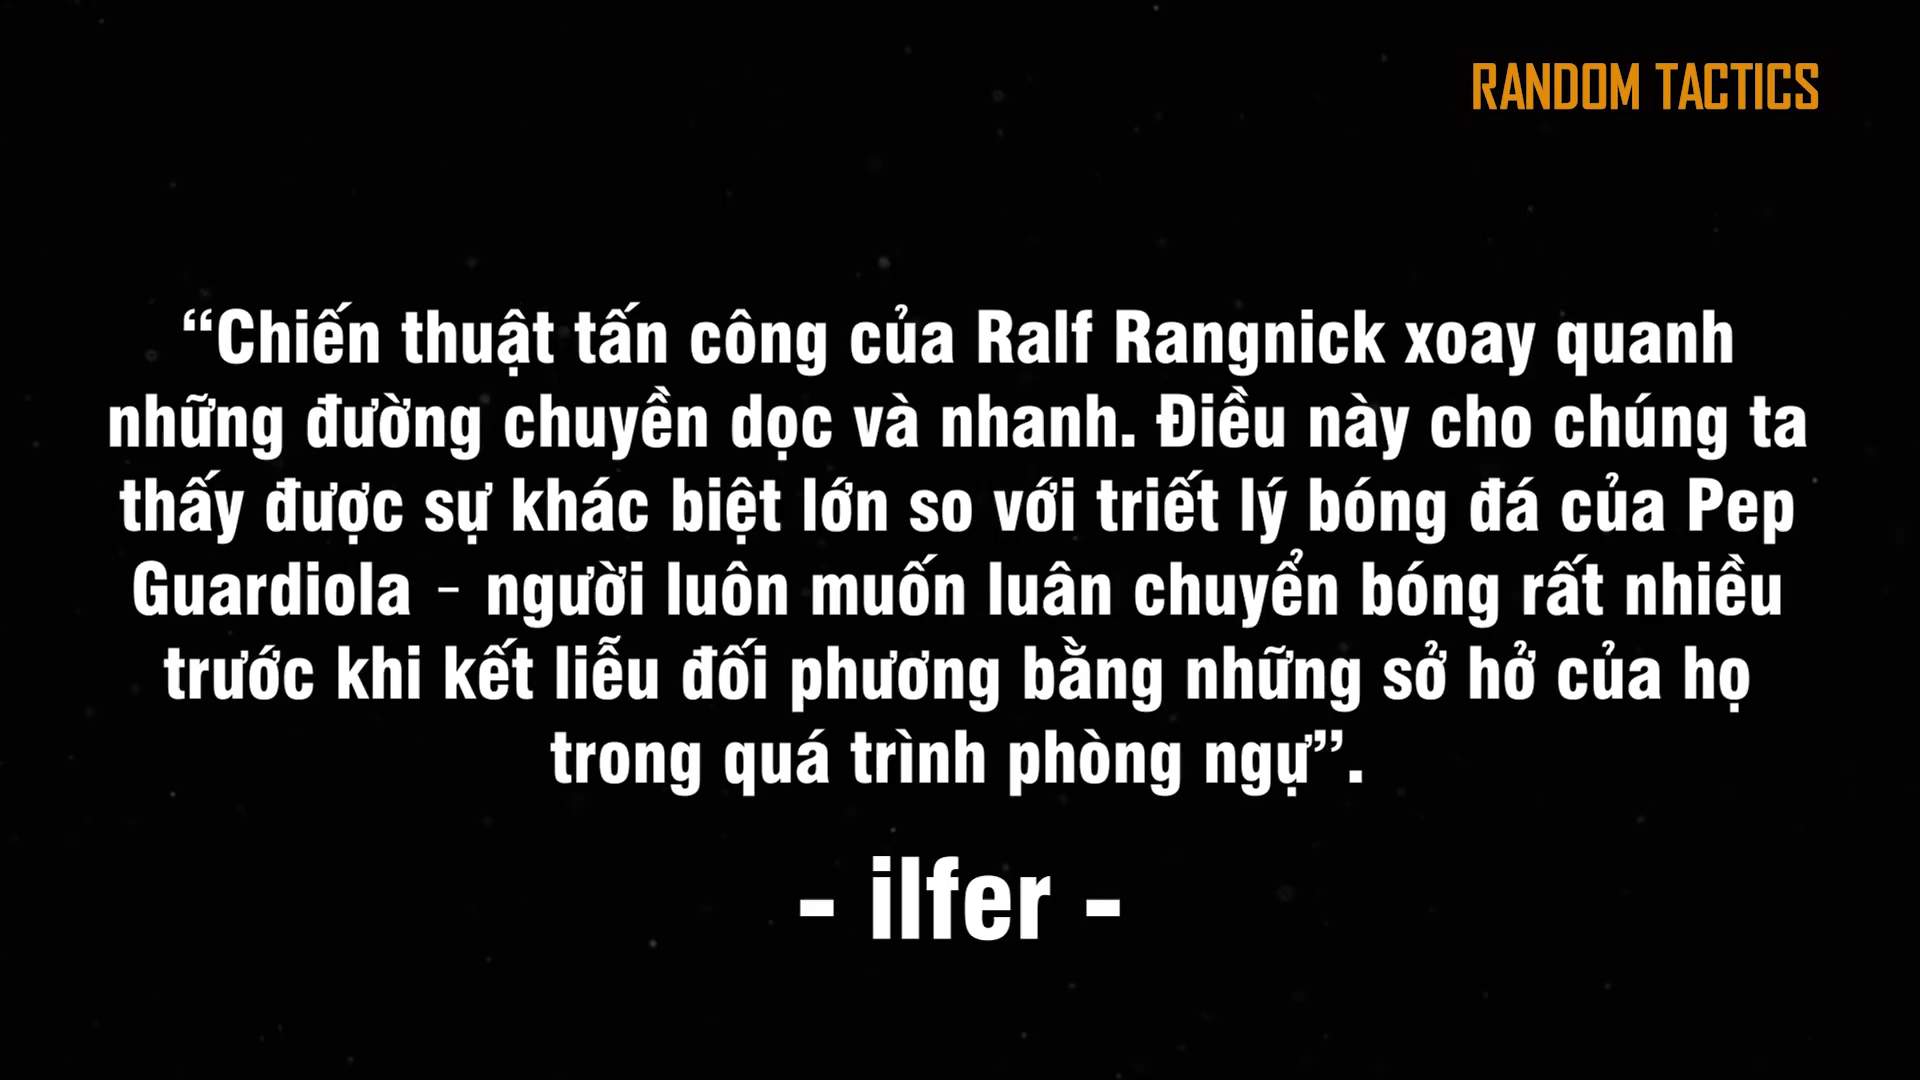 RANDOM TACTICS
“Chiến thuật tấn công của Ralf Rangnick xoay quanh
những đường chuyền dọc và nhanh. Điều này cho chúng ta
thấy được sự khác biệt lớn so với triết lý bóng đá của Pep
Guardiola - người luôn muốn luân chuyển bóng rất nhiều
trước khi kết liễu đối phương bằng những sở hở của họ
trong quá trình phòng ngự”.
- ilfer -